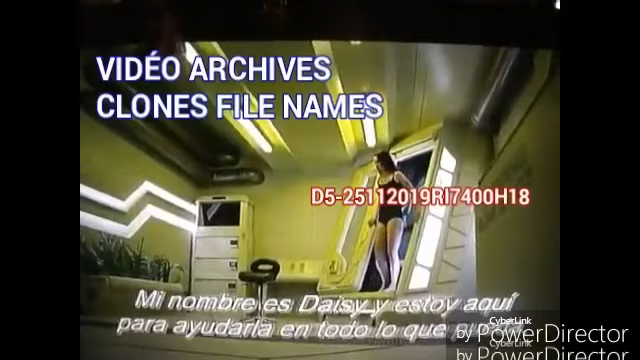 VIDÉO ARCHIVES
CLONES FILE NAMES
D5-25112019RI7400H18
Mi nombre es Daisy y estoy aquí
para ayudarla en todo lo que
CyberLink
by PowerDirector
CyberLink
by PowerDirector